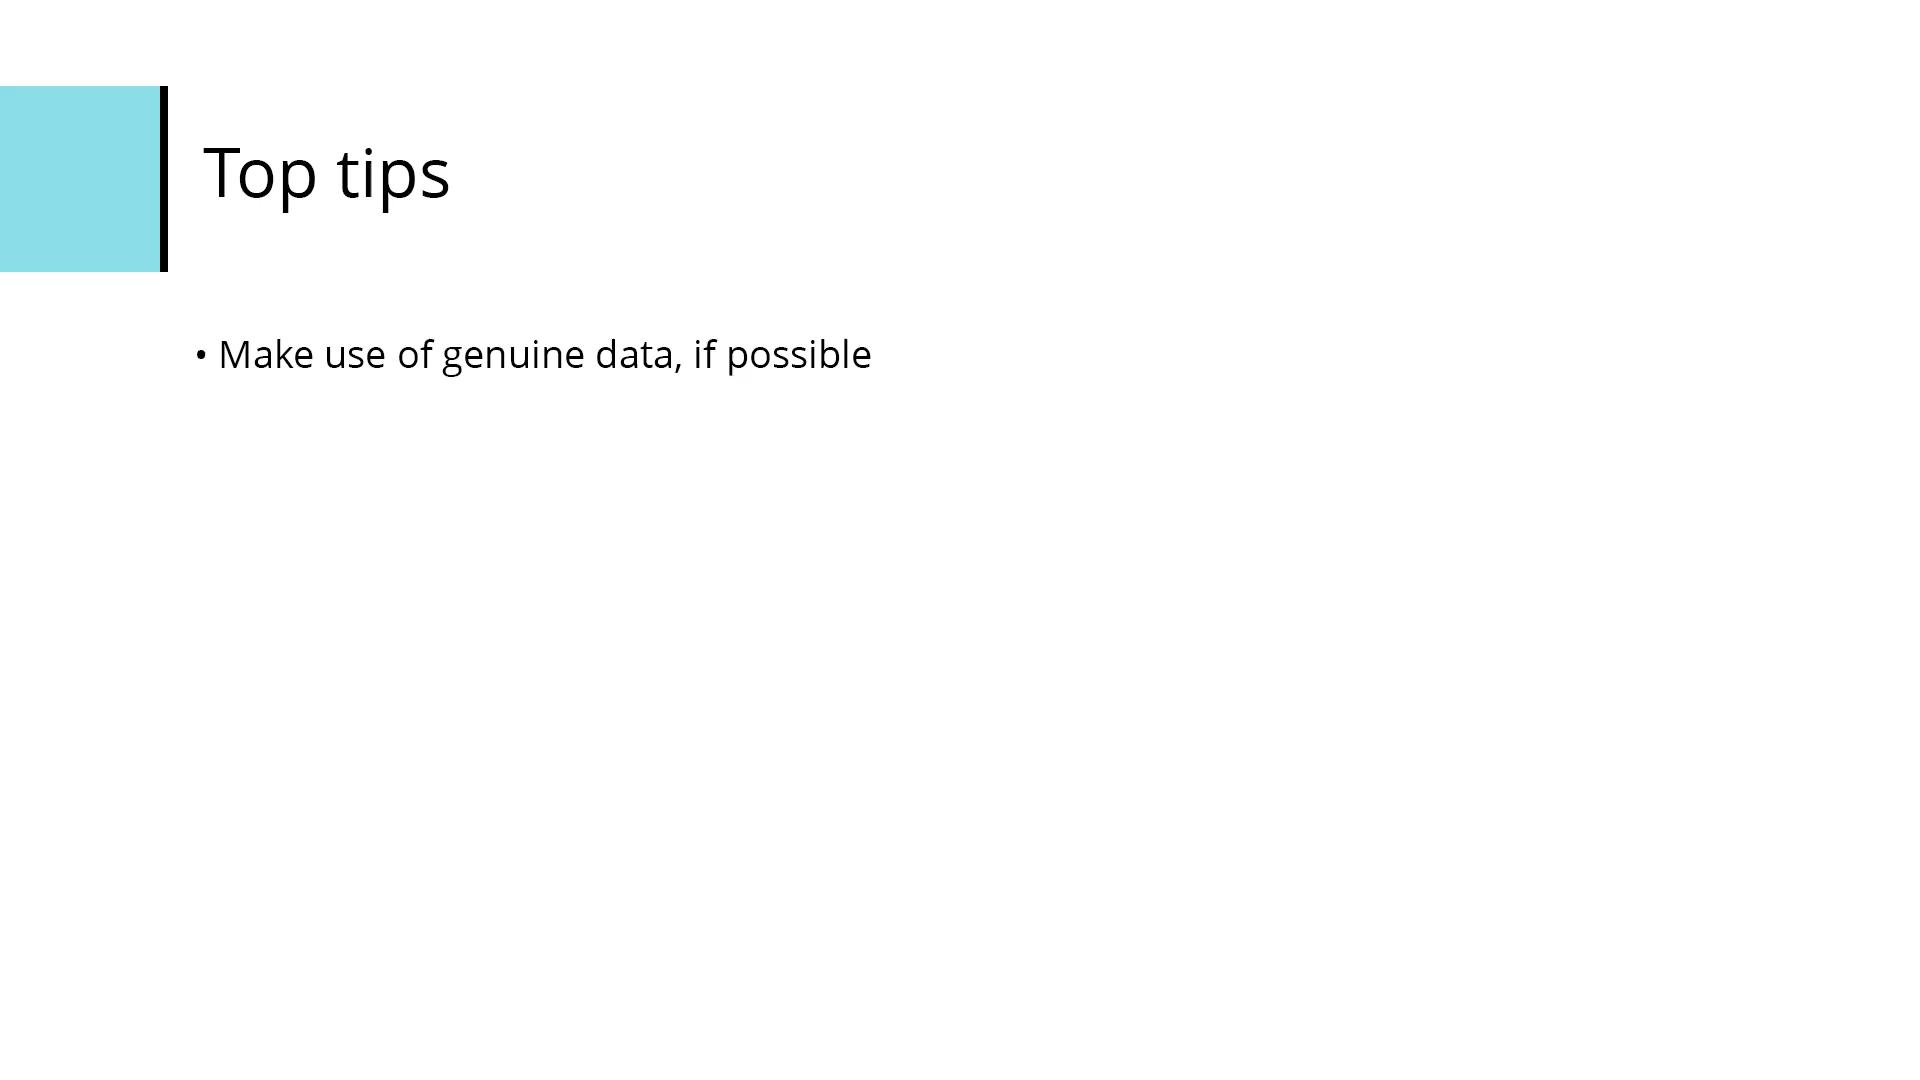 Top tips
• Make use of genuine data, if possible